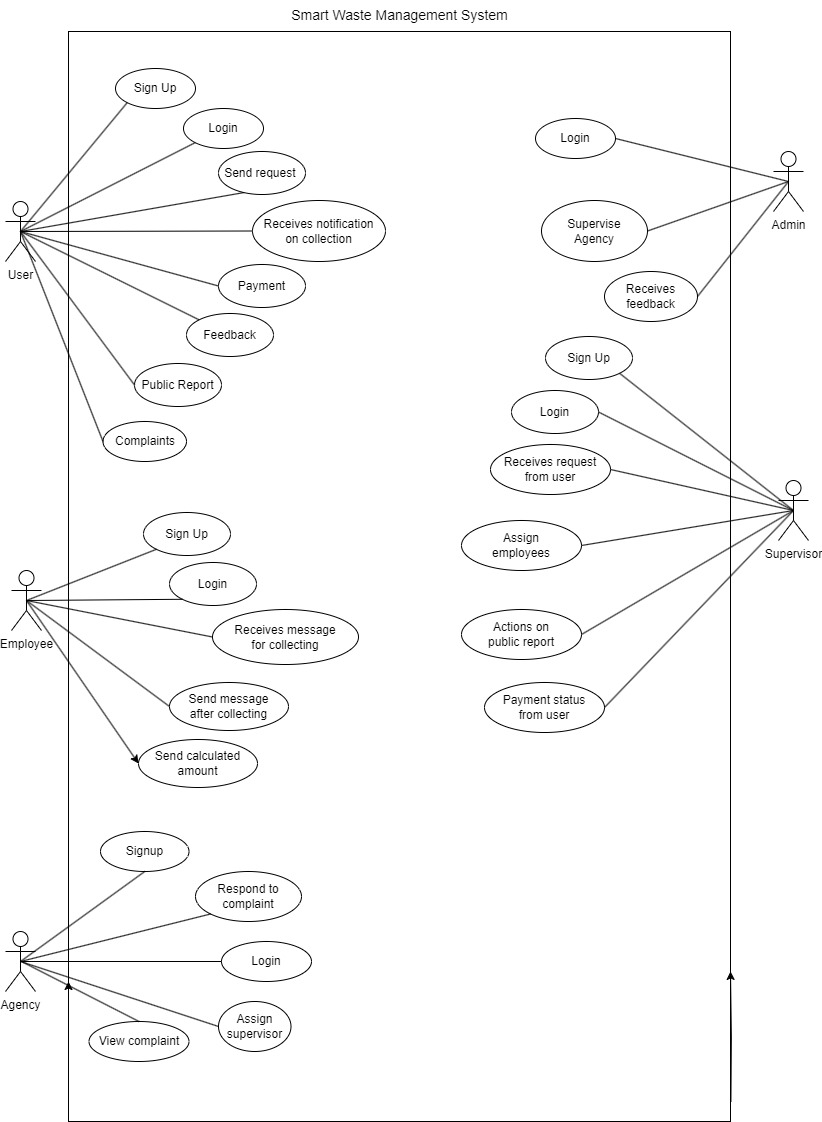 Smart Waste Management System
Sign Up
Login
Send request
Receives notification
on collection
Payment
Feedback
Public Report
Complaints
User
Login
Supervise
Agency
Receives
feedback
Admin
Sign Up
Login
Receives request
from user
Assign
employees
Actions on
public report
Payment status
from user
Supervisor
Sign Up
Login
Receives message
for collecting
Send message
after collecting
Send calculated
amount
Employee
Signup
Respond to
complaint
Login
Assign
supervisor
View complaint
Agency